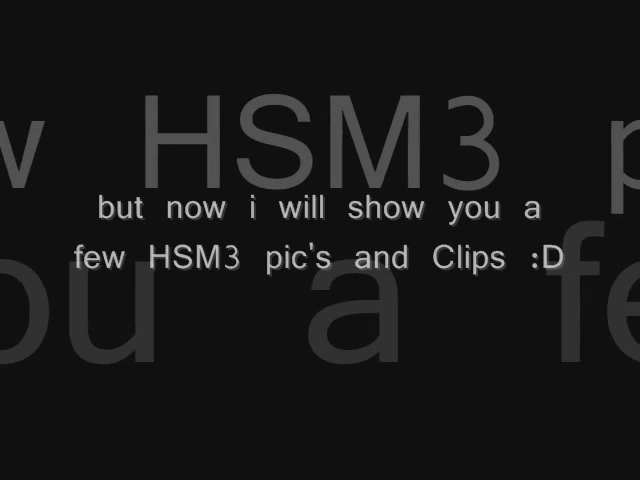 but now i will show you a
few HSM3 pic's and Clips :D
w HSM3 p
ou a fe